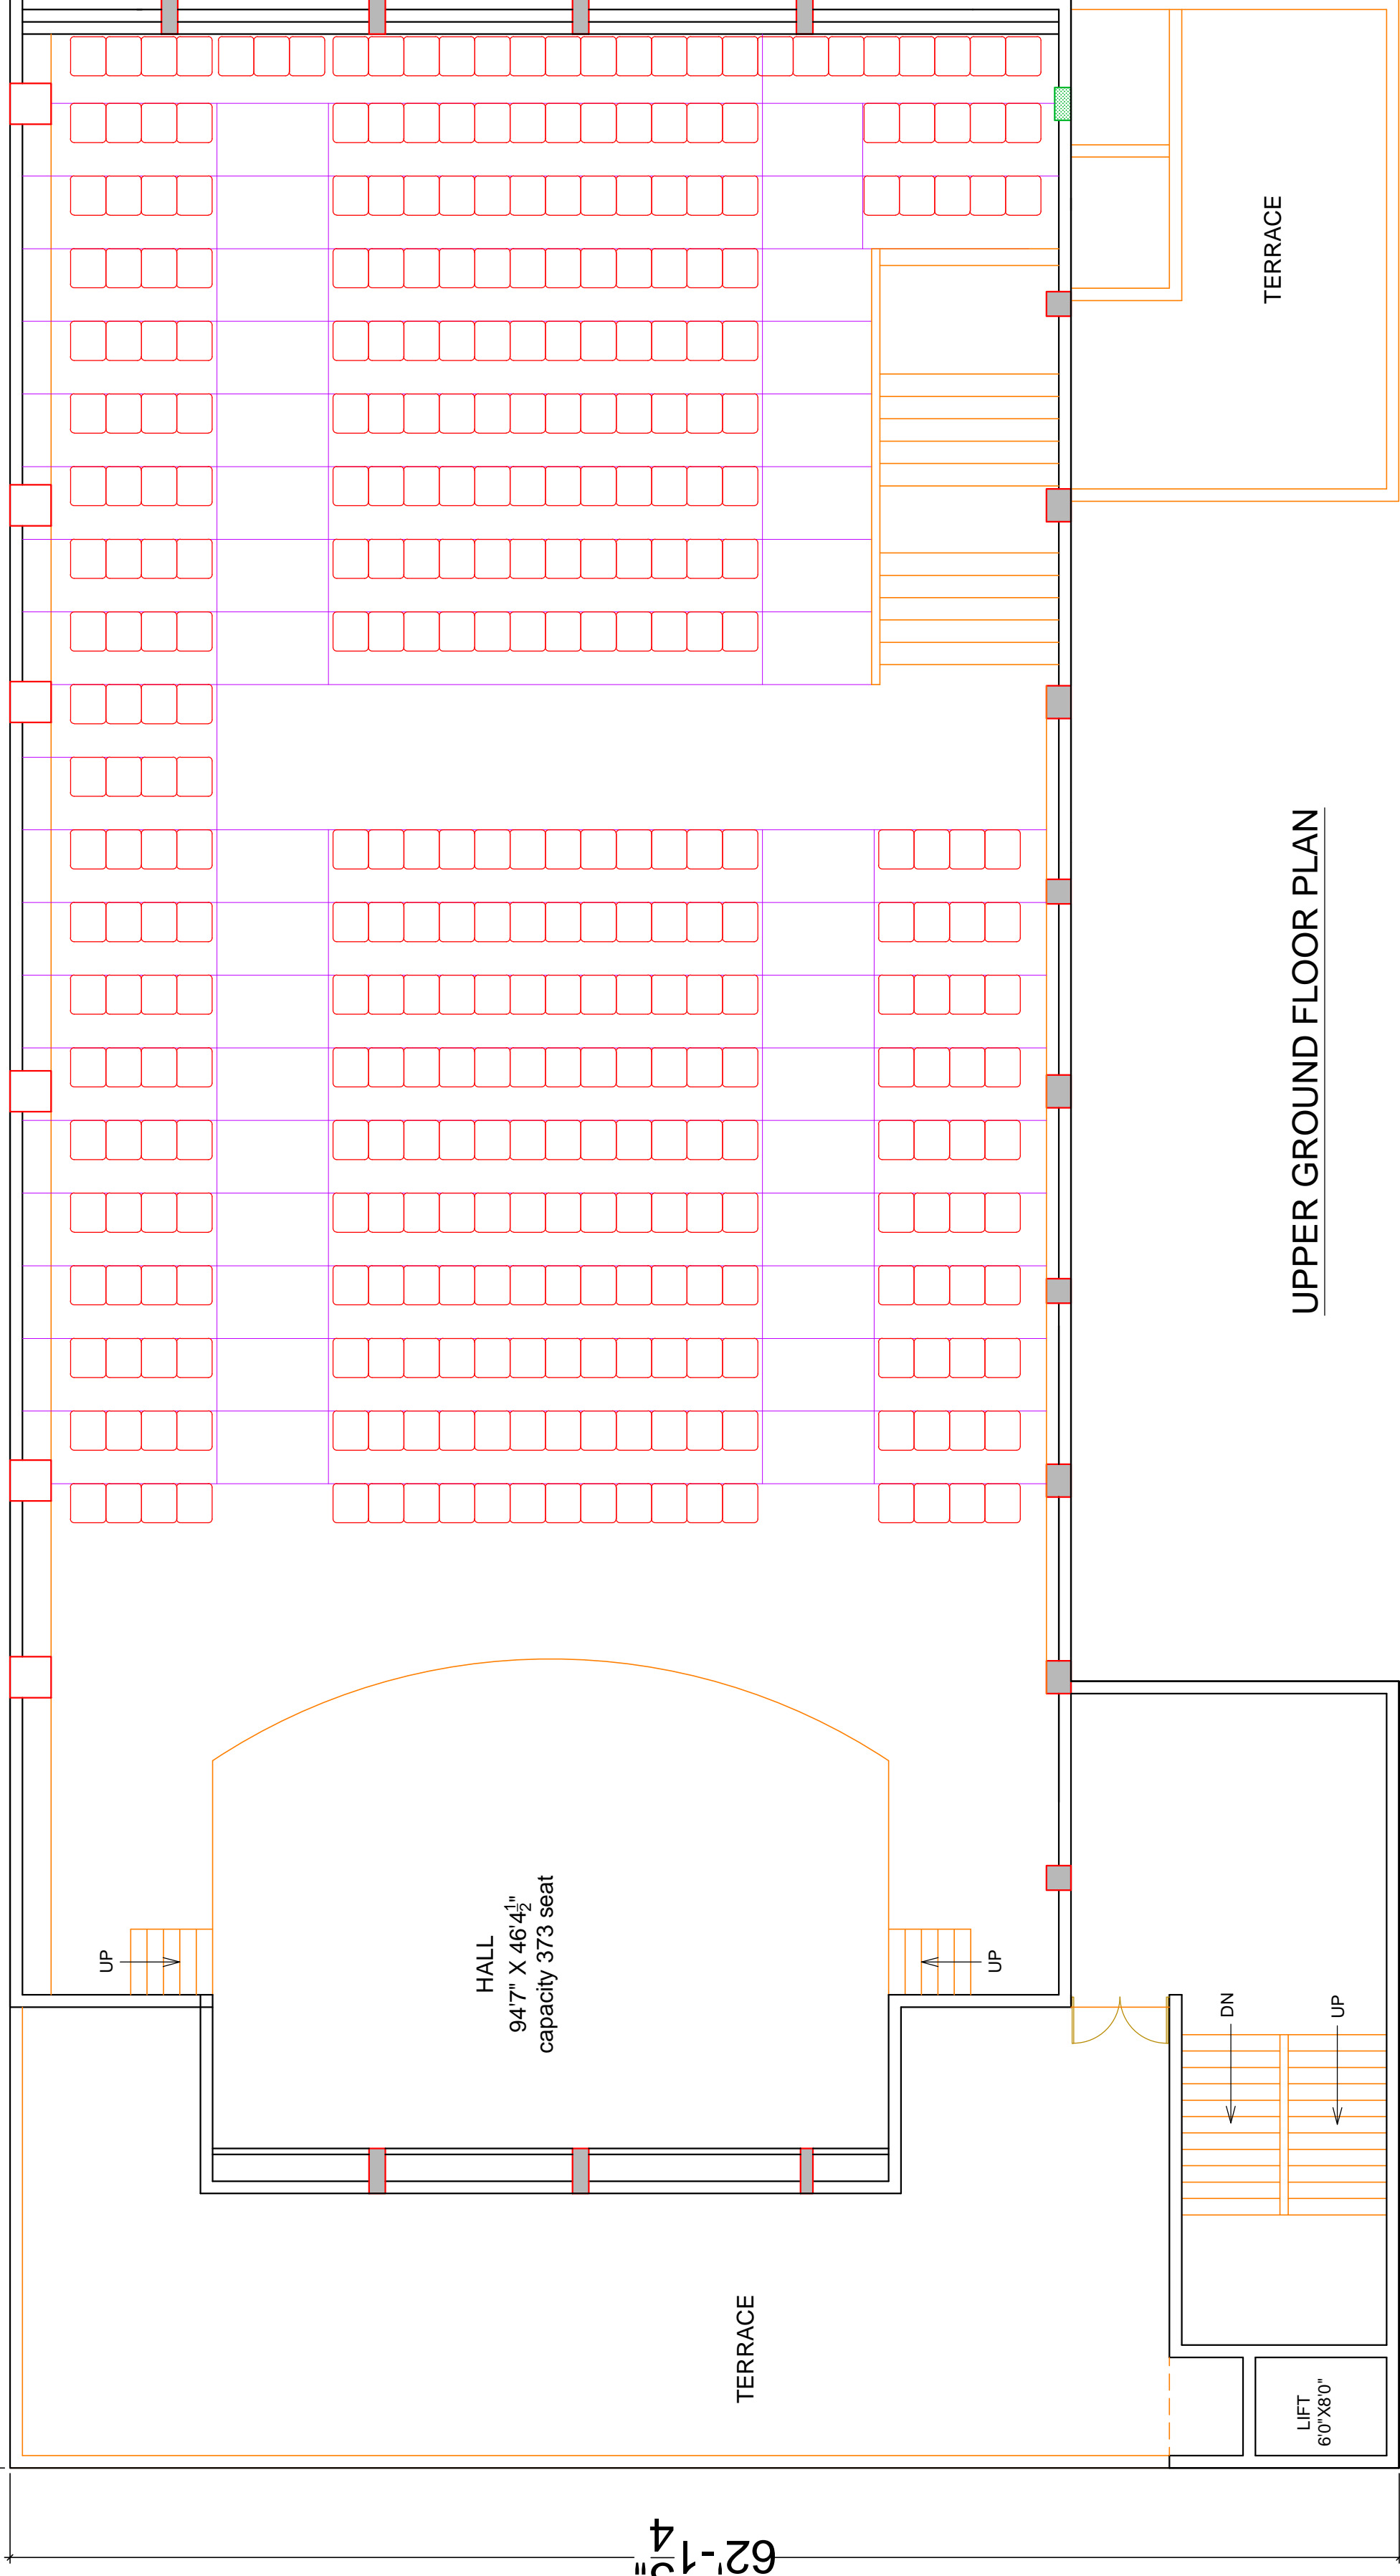 TERRACE
UPPER GROUND FLOOR PLAN
HALL
94'7" X 46'4½"
capacity 373 seat
UP
UP
DN
UP
TERRACE
LIFT
6'0"X8'0"